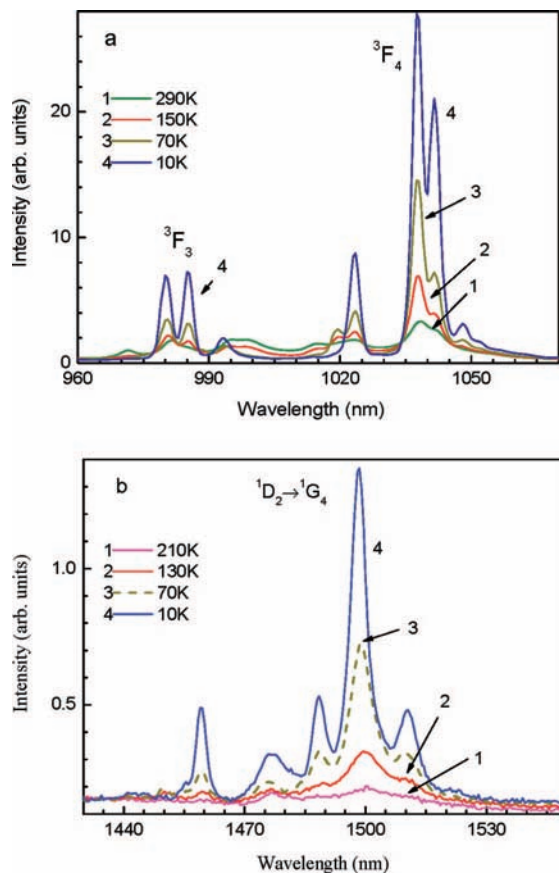 a
³F₄
1 290K
2 150K
3 70K
4 10K
4
3
2
1
³F₃
4
20
10
0
Intensity (arb. units)
960 990 1020 1050
Wavelength (nm)
b
¹D₂→¹G₄
1 210K
2 130K
3 70K
4 10K
4
3
2
1
1.0
0.5
Intensity (arb. units)
1440 1470 1500 1530
Wavelength (nm)